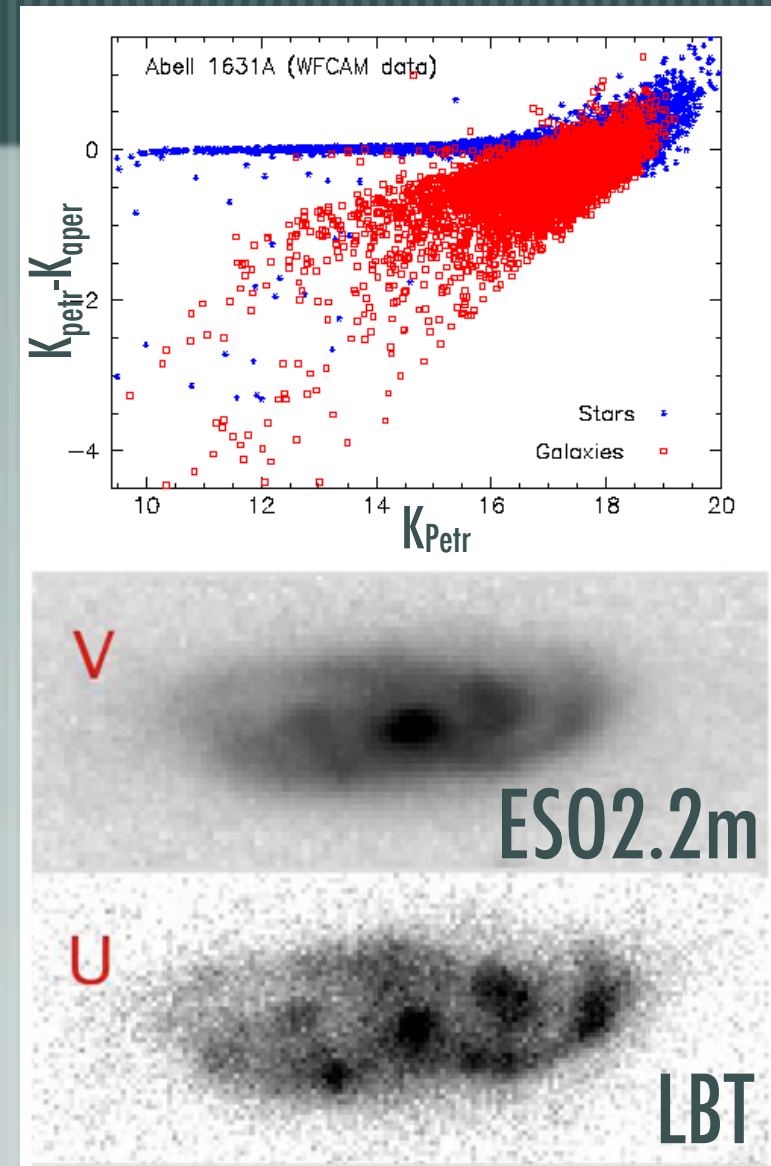 Abell 1631A (WFCAM data)
0
−2
−4
Kpetr-Kaper
Stars
Galaxies
10 12 14 16 18 20
KPetr
V
ESO2.2m
U
LBT